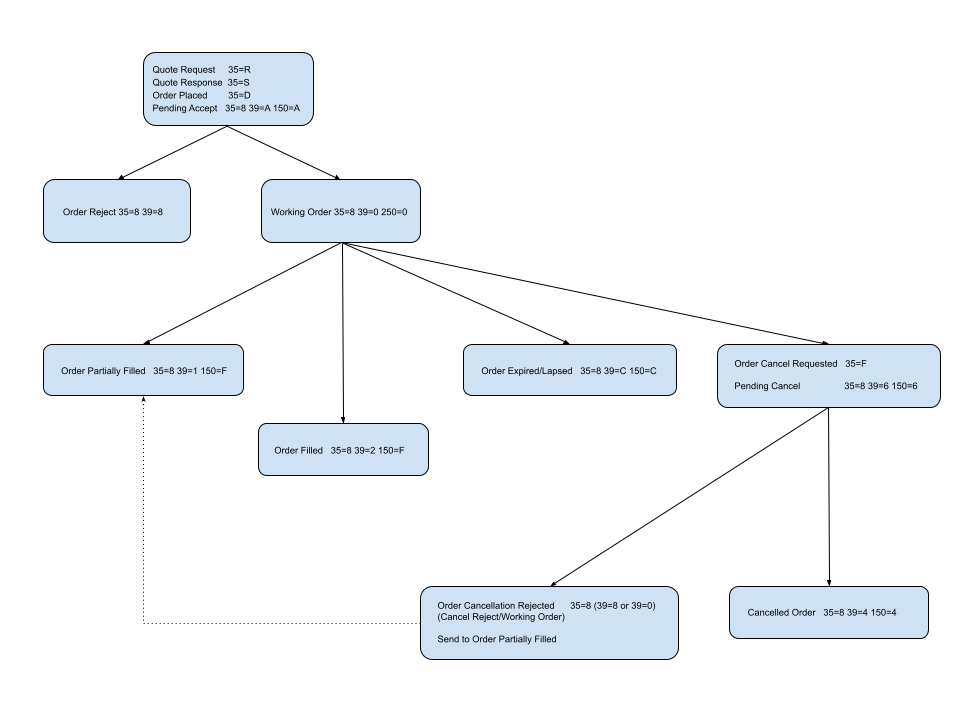 Quote Request 35=R
Quote Response 35=S
Order Placed 35=D
Pending Accept 35=8 39=A 150=A
Order Reject 35=8 39=8
Working Order 35=8 39=0 250=0
Order Partially Filled 35=8 39=1 150=F
Order Expired/Lapsed 35=8 39=C 150=C
Order Cancel Requested 35=F
Pending Cancel 35=8 39=6 150=6
Order Filled 35=8 39=2 150=F
Order Cancellation Rejected 35=8 (39=8 or 39=0)
(Cancel Reject/Working Order)
Send to Order Partially Filled
Cancelled Order 35=8 39=4 150=4